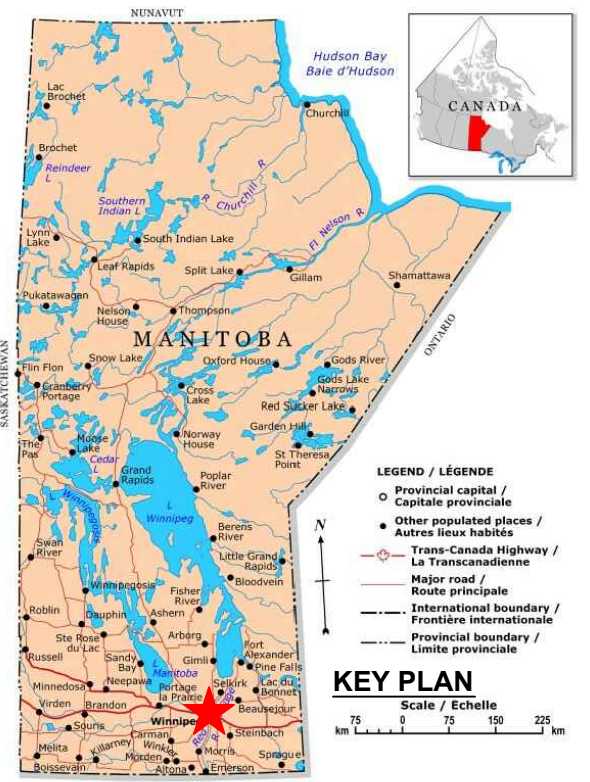 NUNAVUT
Hudson Bay
Baie d'Hudson
CANADA
Lac
Brochet
Churchill
Brochet
Reindeer
L
R Churchill R
Southern
Indian L
Fl Nelson R
Lynn
Lake
South Indian Lake
Leaf Rapids
Split Lake
Gillam
Shamattawa
Pukatawagan
Nelson
House
Thompson
MANITOBA
ONTARIO
SASKATCHEWAN
Snow Lake
Oxford House
Gods River
Flin Flon
Cranberry
Portage
Cross
Lake
Gods Lake
Narrows
Red Sucker Lake
Garden Hill
The
Pas
Moose
Lake
Norway
House
St Theresa
Point
Cedar
L
Grand
Rapids
Poplar
River
L Winnipegosis
L
Winnipeg
Berens
River
Swan
River
Little Grand
Rapids
Bloodvein
Winnipegosis
Fisher
River
Roblin
Dauphin
Ashern
Ste Rose
du Lac
Arborg
Fort
Alexander
Russell
Sandy
Bay
Gimli
Pine Falls
L
Manitoba
Selkirk
Lac du
Bonnet
Minnedosa
Neepawa
Portage
la Prairie
Beausejour
Virden
Brandon
Winnipe
Souris
Carman
Steinbach
Red
R
Melita
Killarney
Winkler
Morris
Sprague
Boissevain
Morden
Altona
Emerson
LEGEND / LÉGENDE
Provincial capital /
Capitale provinciale
Other populated places /
Autres lieux habités
Trans-Canada Highway /
La Transcanadienne
Major road /
Route principale
International boundary /
Frontière internationale
Provincial boundary /
Limite provinciale
N
KEY PLAN
Scale / Echelle
75 0 75 150 225
km km